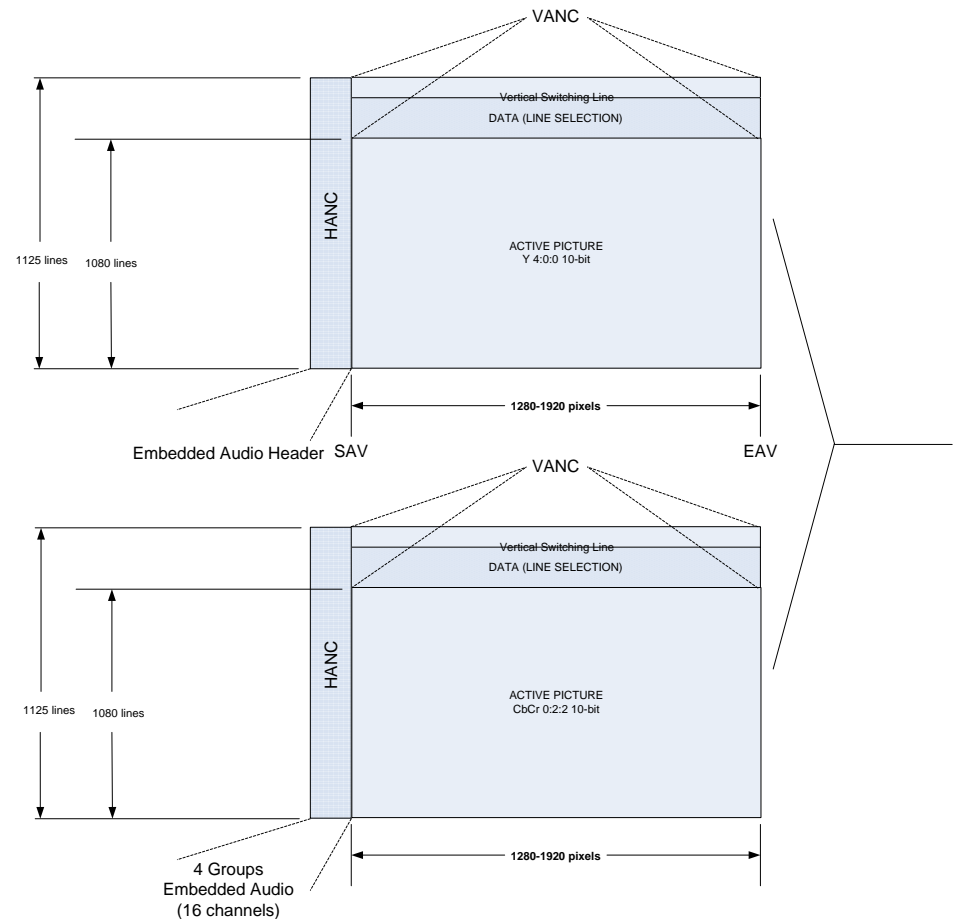 VANC
Vertical Switching Line
DATA (LINE SELECTION)
HANC
ACTIVE PICTURE
Y 4:0:0 10-bit
1125 lines
1080 lines
1280-1920 pixels
Embedded Audio Header
SAV
EAV
VANC
Vertical Switching Line
DATA (LINE SELECTION)
HANC
ACTIVE PICTURE
CbCr 0:2:2 10-bit
1125 lines
1080 lines
1280-1920 pixels
4 Groups
Embedded Audio
(16 channels)